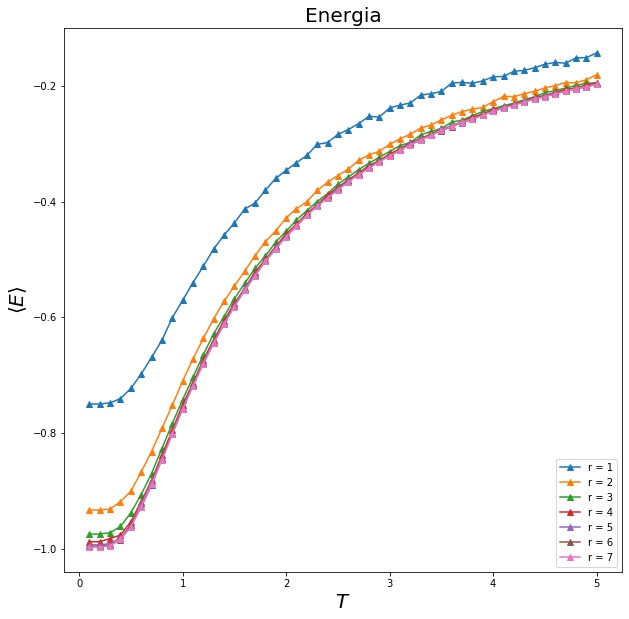 Energia
⟨E⟩
−0.2
−0.4
−0.6
−0.8
−1.0
0
1
2
3
4
5
T
r = 1
r = 2
r = 3
r = 4
r = 5
r = 6
r = 7